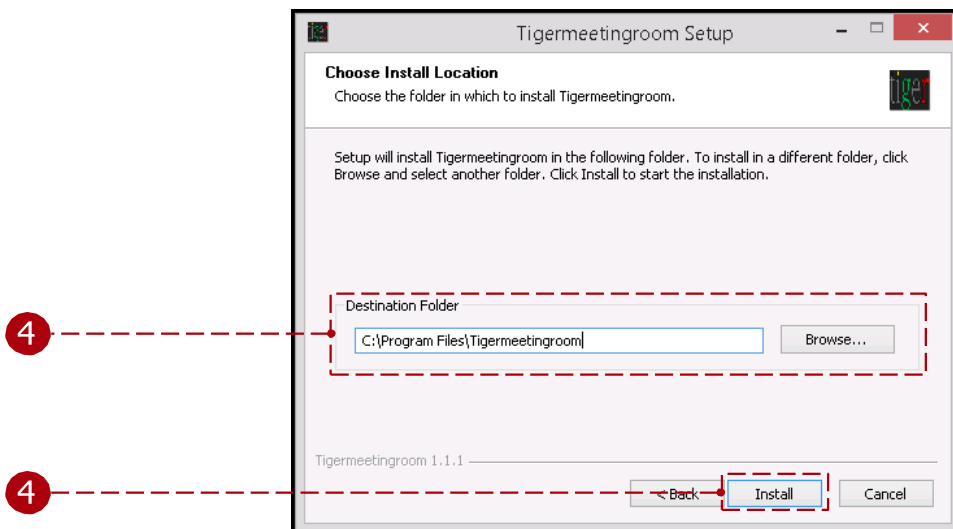 Tigermeetingroom Setup
Choose Install Location
Choose the folder in which to install Tigermeetingroom.
tiger
Setup will install Tigermeetingroom in the following folder. To install in a different folder, click
Browse and select another folder. Click Install to start the installation.
Destination Folder
4
C:\Program Files\Tigermeetingroom
Browse...
Tigermeetingroom 1.1.1
4
< Back
Install
Cancel